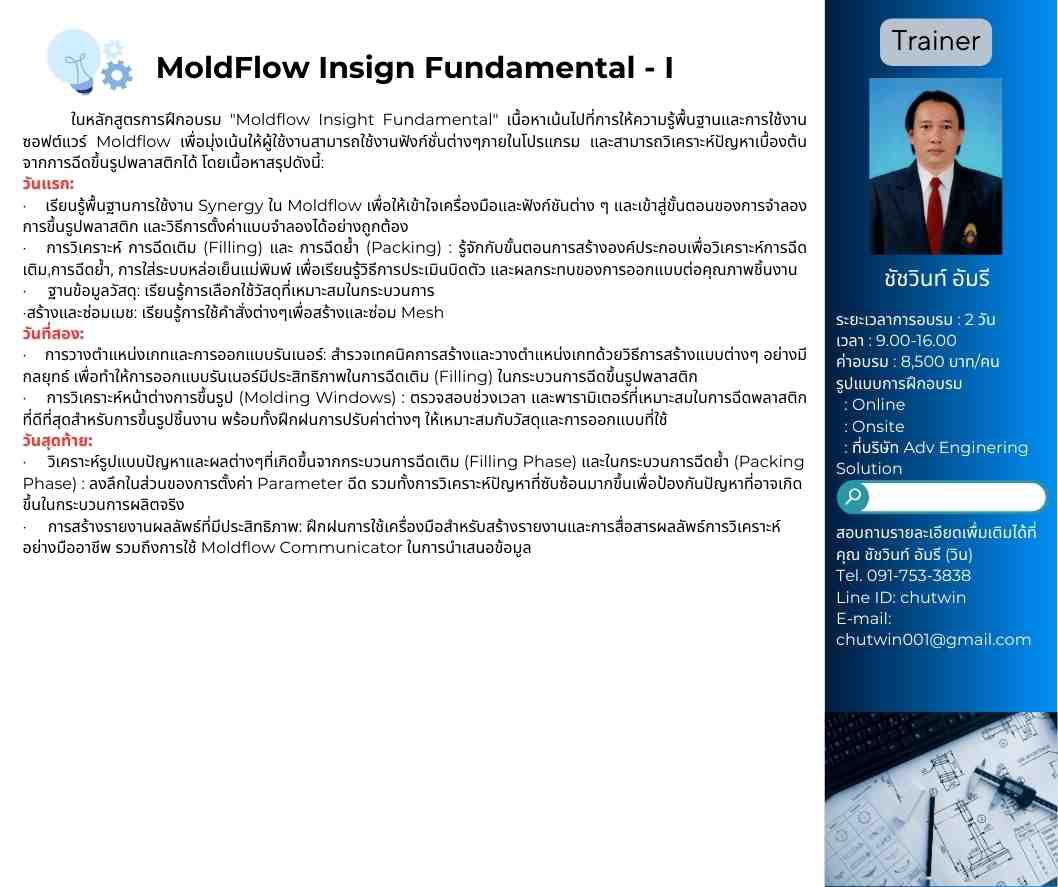 MoldFlow Insign Fundamental - I
ในหลักสูตรการฝึกอบรม "Moldflow Insight Fundamental" เนื้อหาเน้นไปที่การให้ความรู้พื้นฐานและการใช้งาน
ซอฟต์แวร์ Moldflow เพื่อมุ่งเน้นให้ผู้ใช้งานสามารถใช้งานฟังก์ชั่นต่างๆภายในโปรแกรม และสามารถวิเคราะห์ปัญหาเบื่องต้น
จากการฉีดขึ้นรูปพลาสติกได้ โดยเนื้อหาสรุปดังนี้:
วันแรก:
· เรียนรู้พื้นฐานการใช้งาน Synergy ใน Moldflow เพื่อให้เข้าใจเครื่องมือและฟังก์ชันต่าง ๆ และเข้าสู่ขั้นตอนของการจำลอง
การขึ้นรูปพลาสติก และวิธีการตั้งค่าแบบจำลองได้อย่างถูกต้อง
· การวิเคราะห์ การฉีดเติม (Filling) และ การฉีดย้ำ (Packing) : รู้จักกับขั้นตอนการสร้างองค์ประกอบเพื่อวิเคราะห์การฉีด
เติม,การฉีดย้ำ, การใส่ระบบหล่อเย็นแม่พิมพ์ เพื่อเรียนรู้วิธีการประเมินบิดตัว และผลกระทบของการออกแบบต่อคุณภาพชิ้นงาน
· ฐานข้อมูลวัสดุ: เรียนรู้การเลือกใช้วัสดุที่เหมาะสมในกระบวนการ
·สร้างและซ่อมเมช: เรียนรู้การใช้คำสั่งต่างๆเพื่อสร้างและซ่อม Mesh
วันที่สอง:
· การวางตำแหน่งเกทและการออกแบบรันเนอร์: สำรวจเทคนิคการสร้างและวางตำแหน่งเกทด้วยวิธีการสร้างแบบต่างๆ อย่างมี
กลยุทธ์ เพื่อทำให้การออกแบบรันเนอร์มีประสิทธิภาพในการฉีดเติม (Filling) ในกระบวนการฉีดขึ้นรูปพลาสติก
· การวิเคราะห์หน้าต่างการขึ้นรูป (Molding Windows) : ตรวจสอบช่วงเวลา และพารามิเตอร์ที่เหมาะสมในการฉีดพลาสติก
ที่ดีที่สุดสำหรับการขึ้นรูปชิ้นงาน พร้อมทั้งฝึกฝนการปรับค่าต่างๆ ให้เหมาะสมกับวัสดุและการออกแบบที่ใช้
วันสุดท้าย:
· วิเคราะห์รูปแบบปัญหาและผลต่างๆที่เกิดขึ้นจากกระบวนการฉีดเติม (Filling Phase) และในกระบวนการฉีดย้ำ (Packing
Phase) : ลงลึกในส่วนของการตั้งค่า Parameter ฉีด รวมทั้งการวิเคราะห์ปัญหาที่ซับซ้อนมากขึ้นเพื่อป้องกันปัญหาที่อาจเกิด
ขึ้นในกระบวนการผลิตจริง
· การสร้างรายงานผลลัพธ์ที่มีประสิทธิภาพ: ฝึกฝนการใช้เครื่องมือสำหรับสร้างรายงานและการสื่อสารผลลัพธ์การวิเคราะห์
อย่างมืออาชีพ รวมถึงการใช้ Moldflow Communicator ในการนำเสนอข้อมูล
Trainer
ชัชวินท์ อัมรี
ระยะเวลาการอบรม : 2 วัน
เวลา : 9.00-16.00
ค่าอบรม : 8,500 บาท/คน
รูปแบบการฝึกอบรม
: Online
: Onsite
: ที่บริษัท Adv Enginering
Solution
สอบถามรายละเอียดเพิ่มเติมได้ที่
คุณ ชัชวินท์ อัมรี (วิน)
Tel. 091-753-3838
Line ID: chutwin
E-mail:
chutwin001@gmail.com